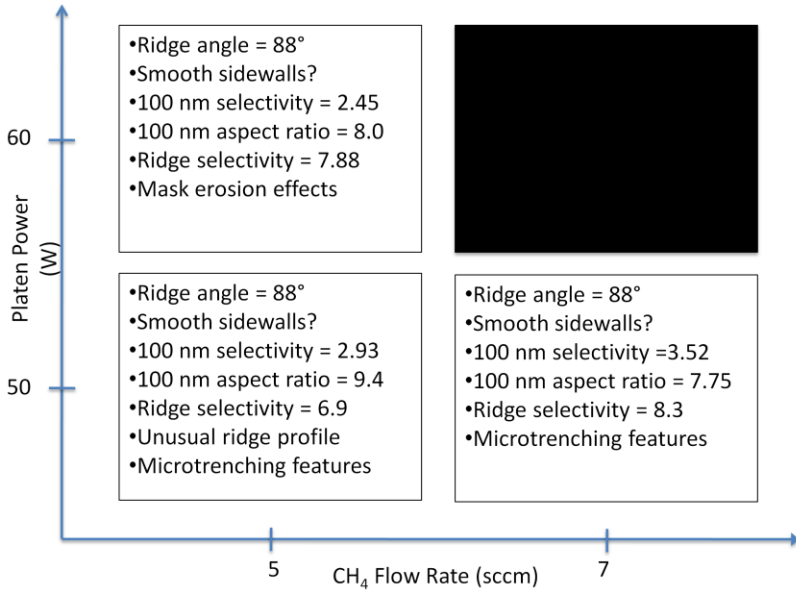 •Ridge angle = 88°
•Smooth sidewalls?
•100 nm selectivity = 2.45
•100 nm aspect ratio = 8.0
•Ridge selectivity = 7.88
•Mask erosion effects
60
Platen Power
(W)
•Ridge angle = 88°
•Smooth sidewalls?
•100 nm selectivity = 2.93
•100 nm aspect ratio = 9.4
•Ridge selectivity = 6.9
•Unusual ridge profile
•Microtrenching features
•Ridge angle = 88°
•Smooth sidewalls?
•100 nm selectivity =3.52
•100 nm aspect ratio = 7.75
•Ridge selectivity = 8.3
•Microtrenching features
50
5
CH₄ Flow Rate (sccm)
7